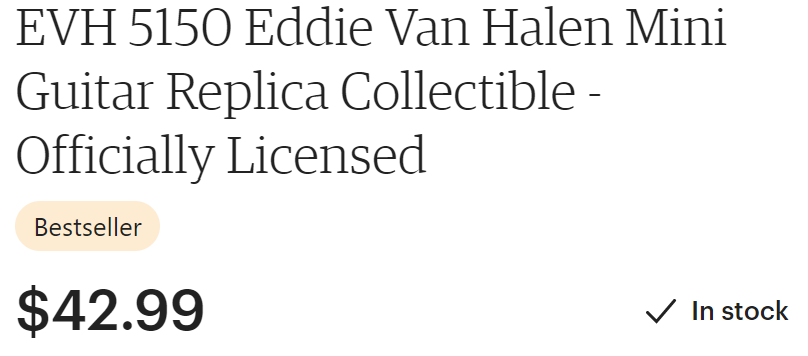 EVH 5150 Eddie Van Halen Mini
Guitar Replica Collectible -
Officially Licensed
Bestseller
$42.99
In stock